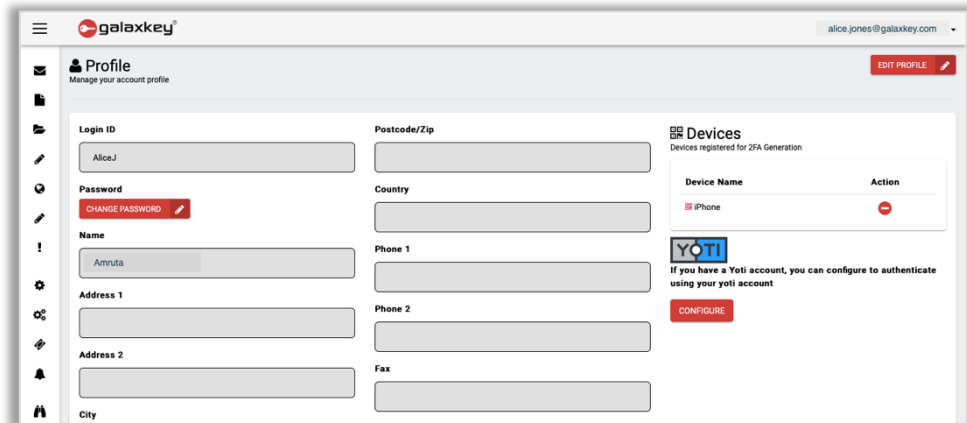 galaxkey®
alice.jones@galaxkey.com
Profile
Manage your account profile
EDIT PROFILE
Login ID
AliceJ
Password
CHANGE PASSWORD
Name
Amruta
Address 1
Address 2
City
Postcode/Zip
Country
Phone 1
Phone 2
Fax
Devices
Devices registered for 2FA Generation
Device Name Action
iPhone
YOTI
If you have a Yoti account, you can configure to authenticate
using your yoti account
CONFIGURE